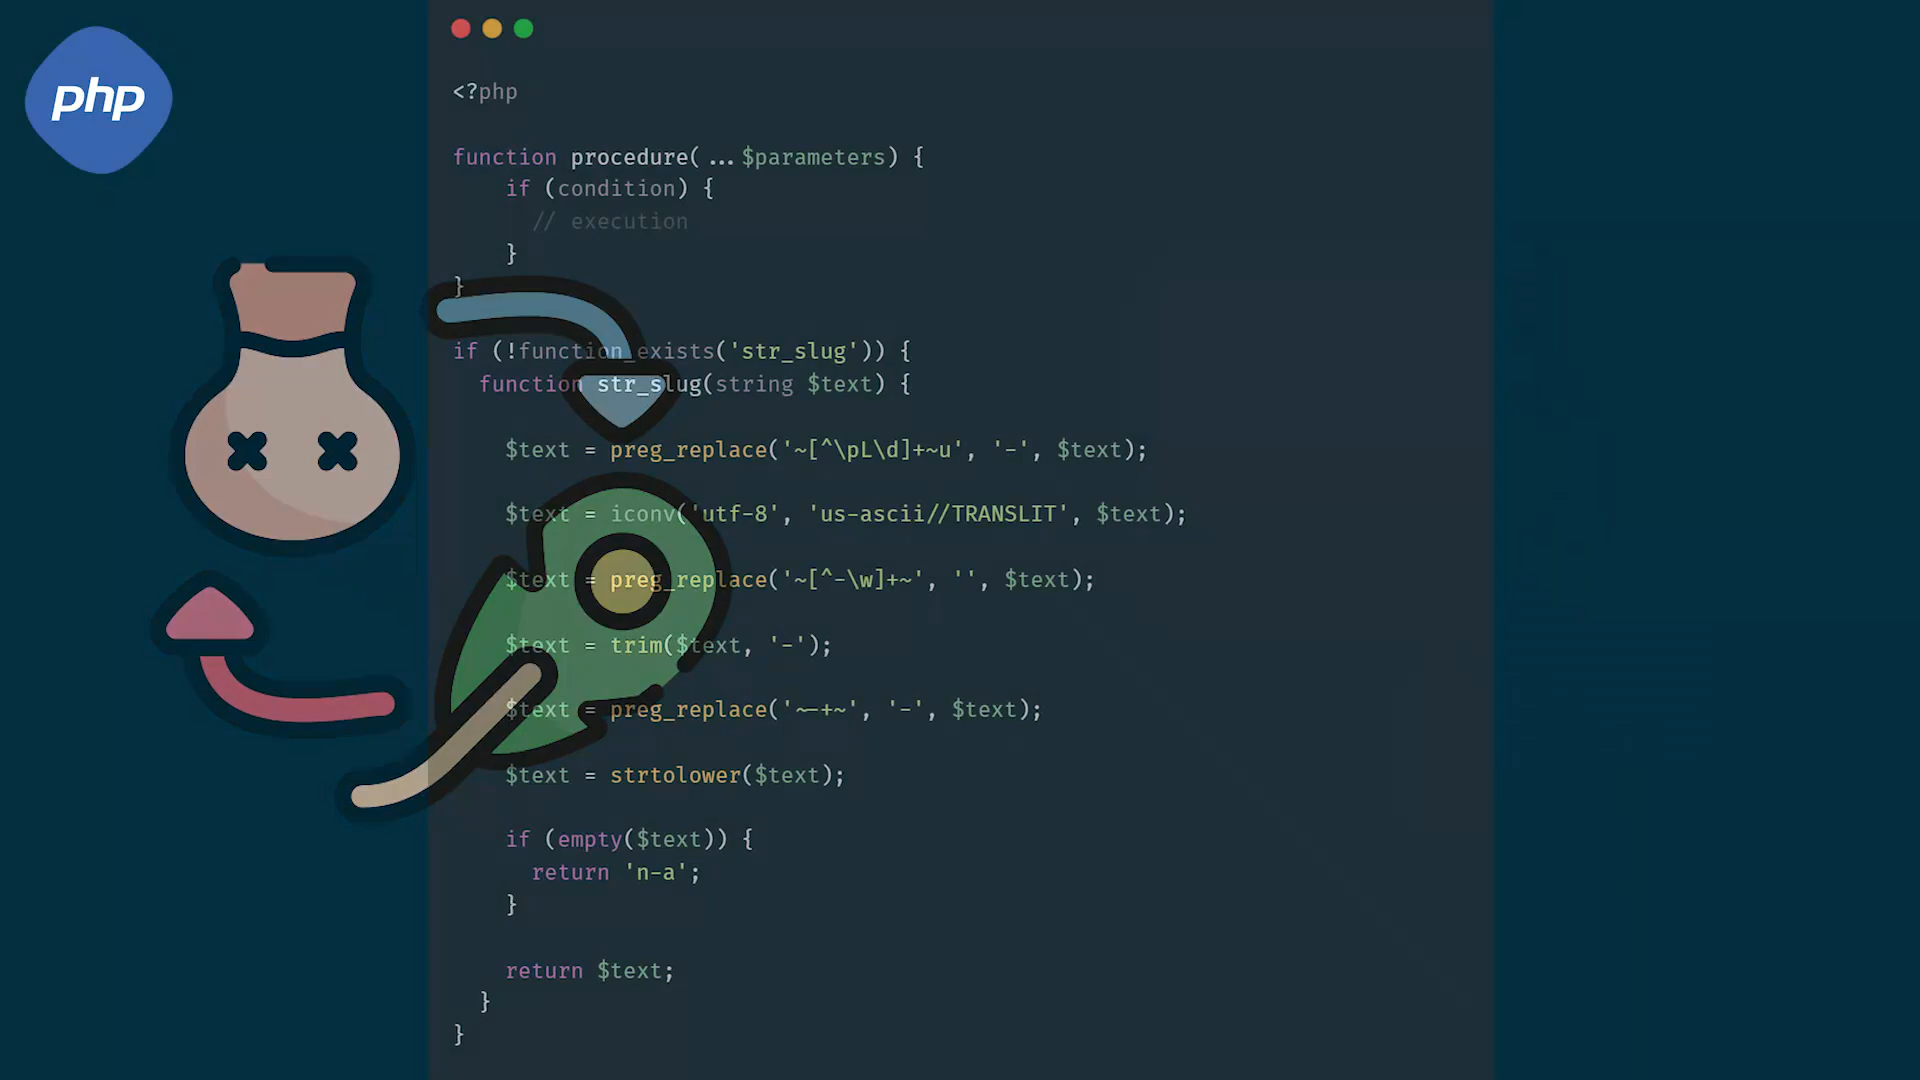 php
<?php
function procedure(...$parameters) {
    if (condition) {
      // execution
    }
}
if (!function_exists('str_slug')) {
  function str_slug(string $text) {
    $text = preg_replace('~[^\pL\d]+~u', '-', $text);
    $text = iconv('utf-8', 'us-ascii//TRANSLIT', $text);
    $text = preg_replace('~[^-\w]+~', '', $text);
    $text = trim($text, '-');
    $text = preg_replace('~-+~', '-', $text);
    $text = strtolower($text);
    if (empty($text)) {
      return 'n-a';
    }
    return $text;
  }
}